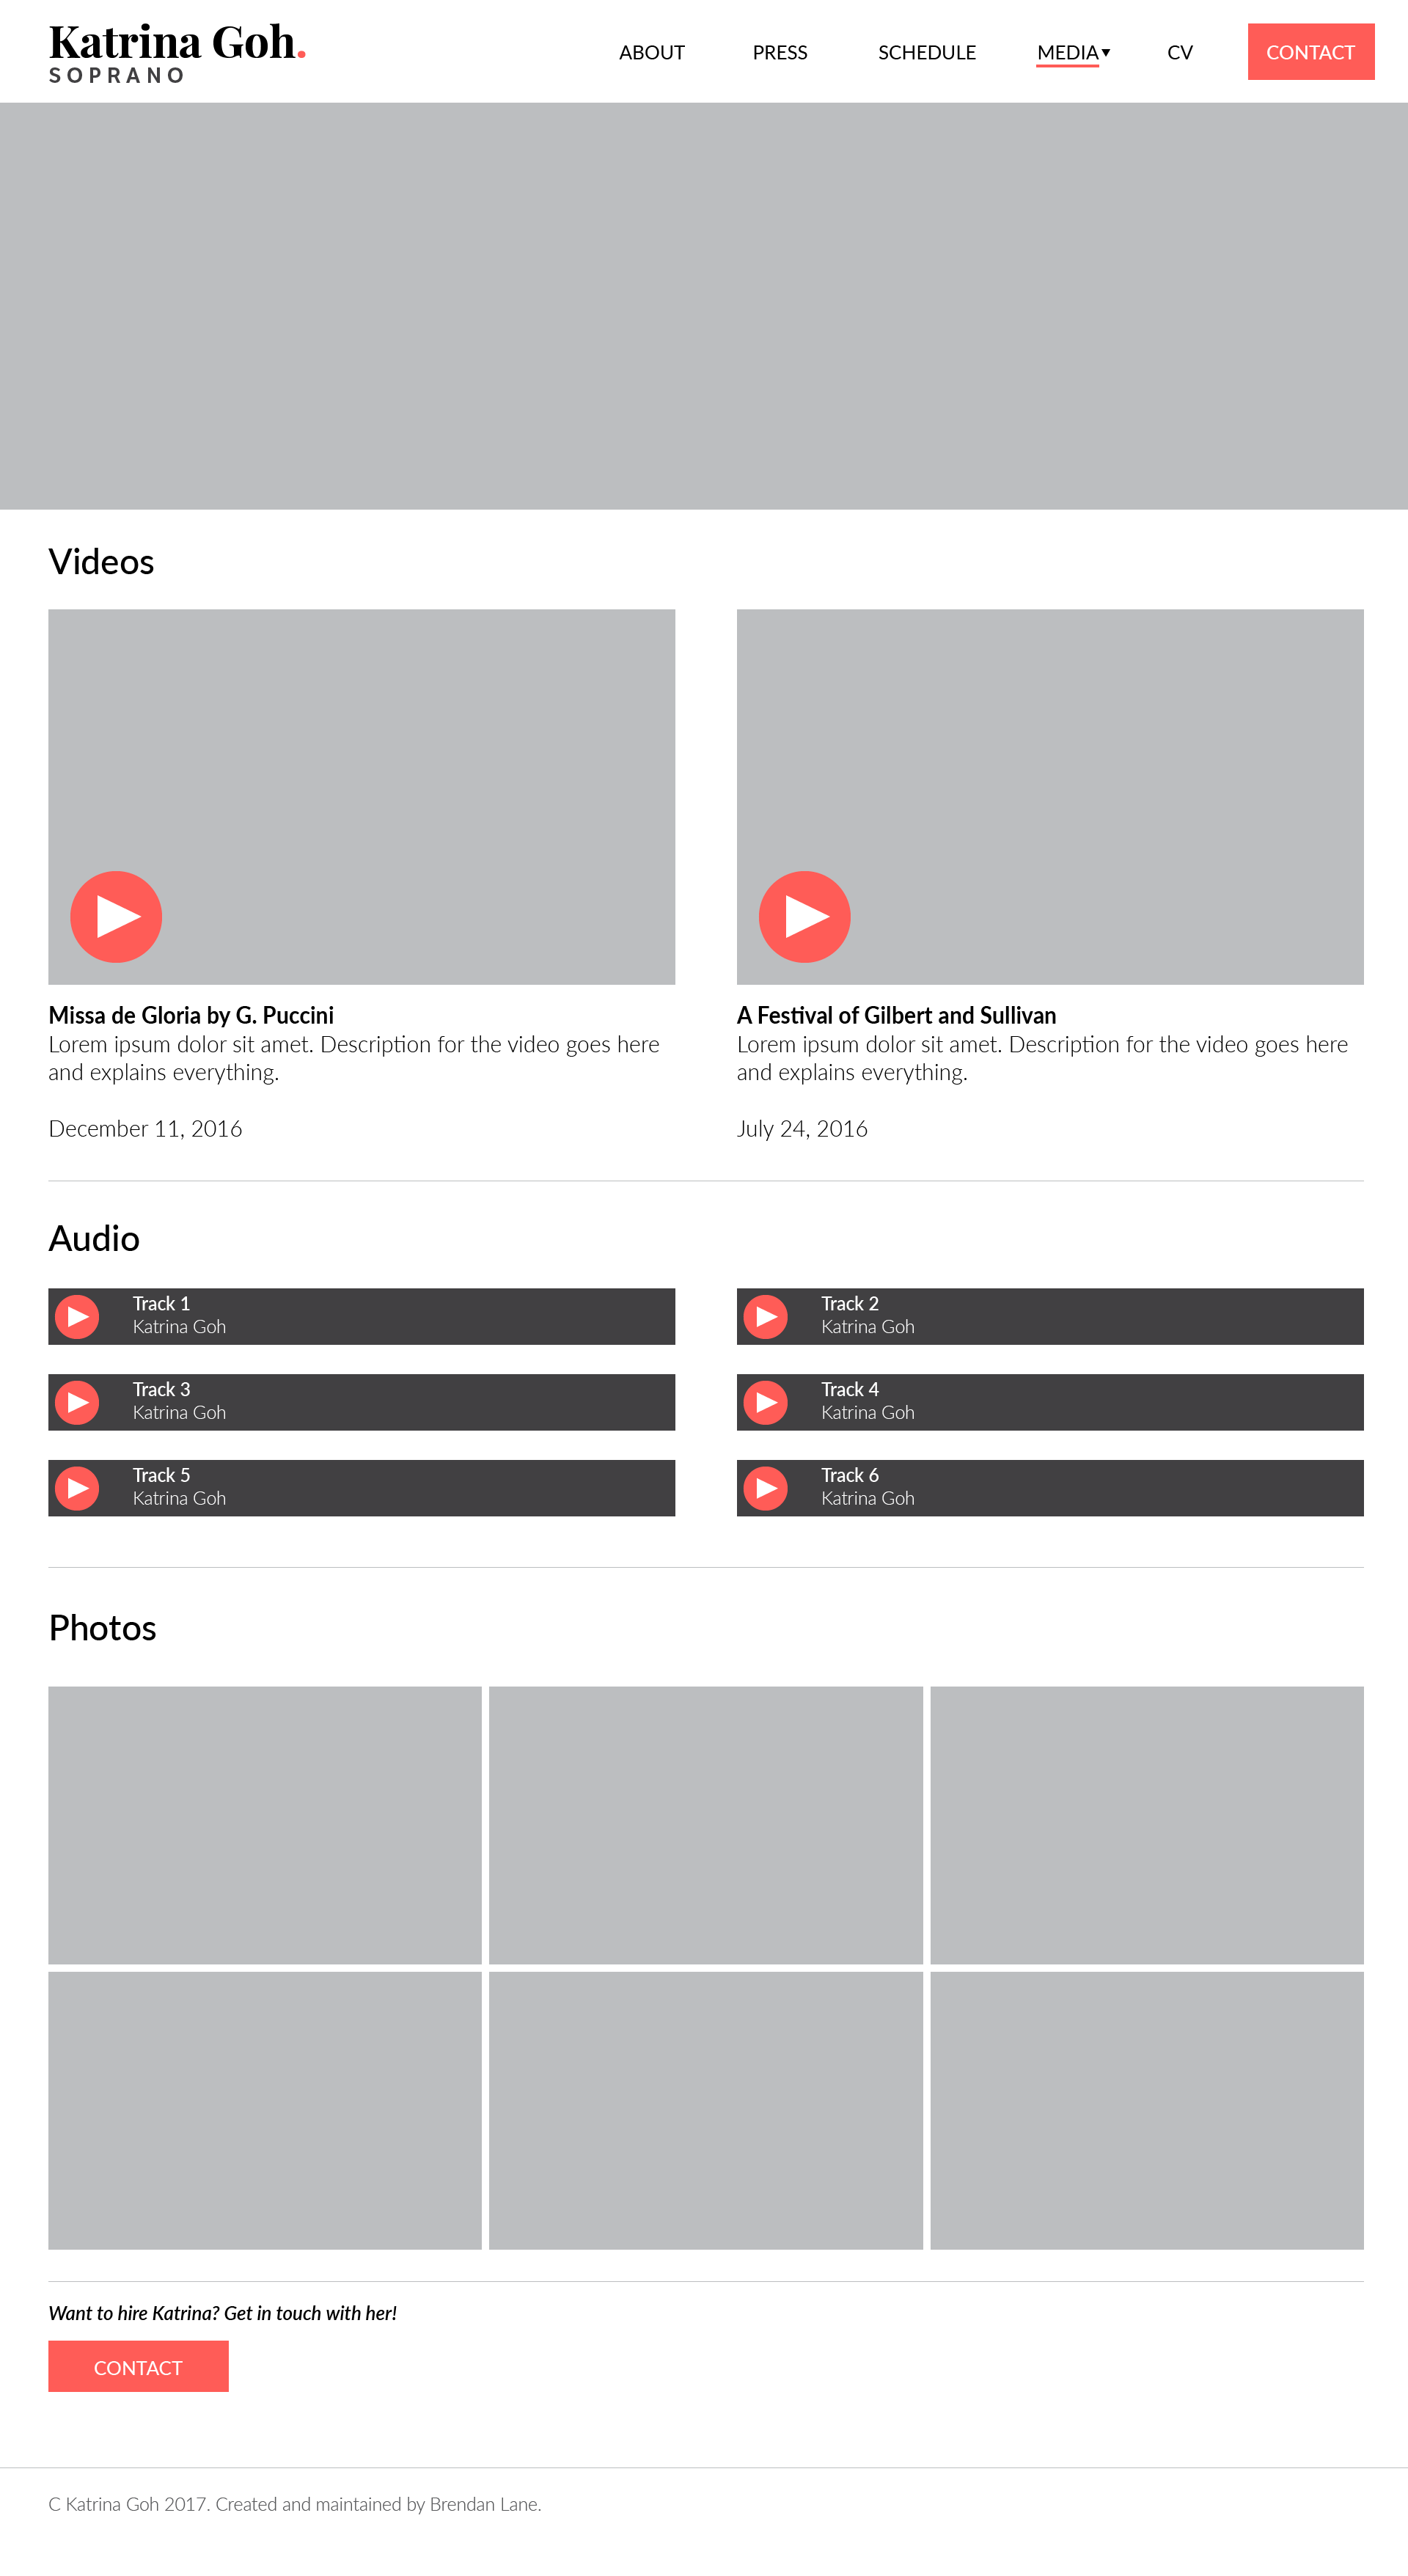 Katrina Goh.
SOPRANO
ABOUT PRESS SCHEDULE MEDIA▾ CV CONTACT
Videos
Missa de Gloria by G. Puccini
Lorem ipsum dolor sit amet. Description for the video goes here
and explains everything.
December 11, 2016
A Festival of Gilbert and Sullivan
Lorem ipsum dolor sit amet. Description for the video goes here
and explains everything.
July 24, 2016
Audio
Track 1
Katrina Goh
Track 2
Katrina Goh
Track 3
Katrina Goh
Track 4
Katrina Goh
Track 5
Katrina Goh
Track 6
Katrina Goh
Photos
Want to hire Katrina? Get in touch with her!
CONTACT
C Katrina Goh 2017. Created and maintained by Brendan Lane.